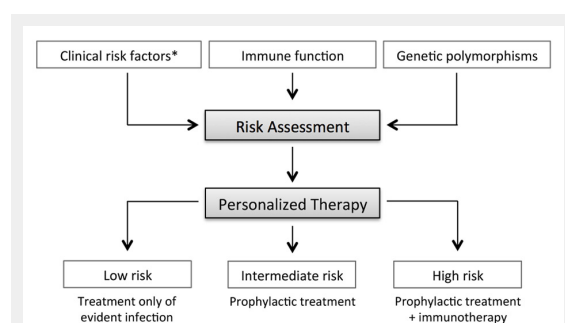 Clinical risk factors*
Immune function
Genetic polymorphisms
Risk Assessment
Personalized Therapy
Low risk
Intermediate risk
High risk
Treatment only of
evident infection
Prophylactic treatment
Prophylactic treatment
+ immunotherapy